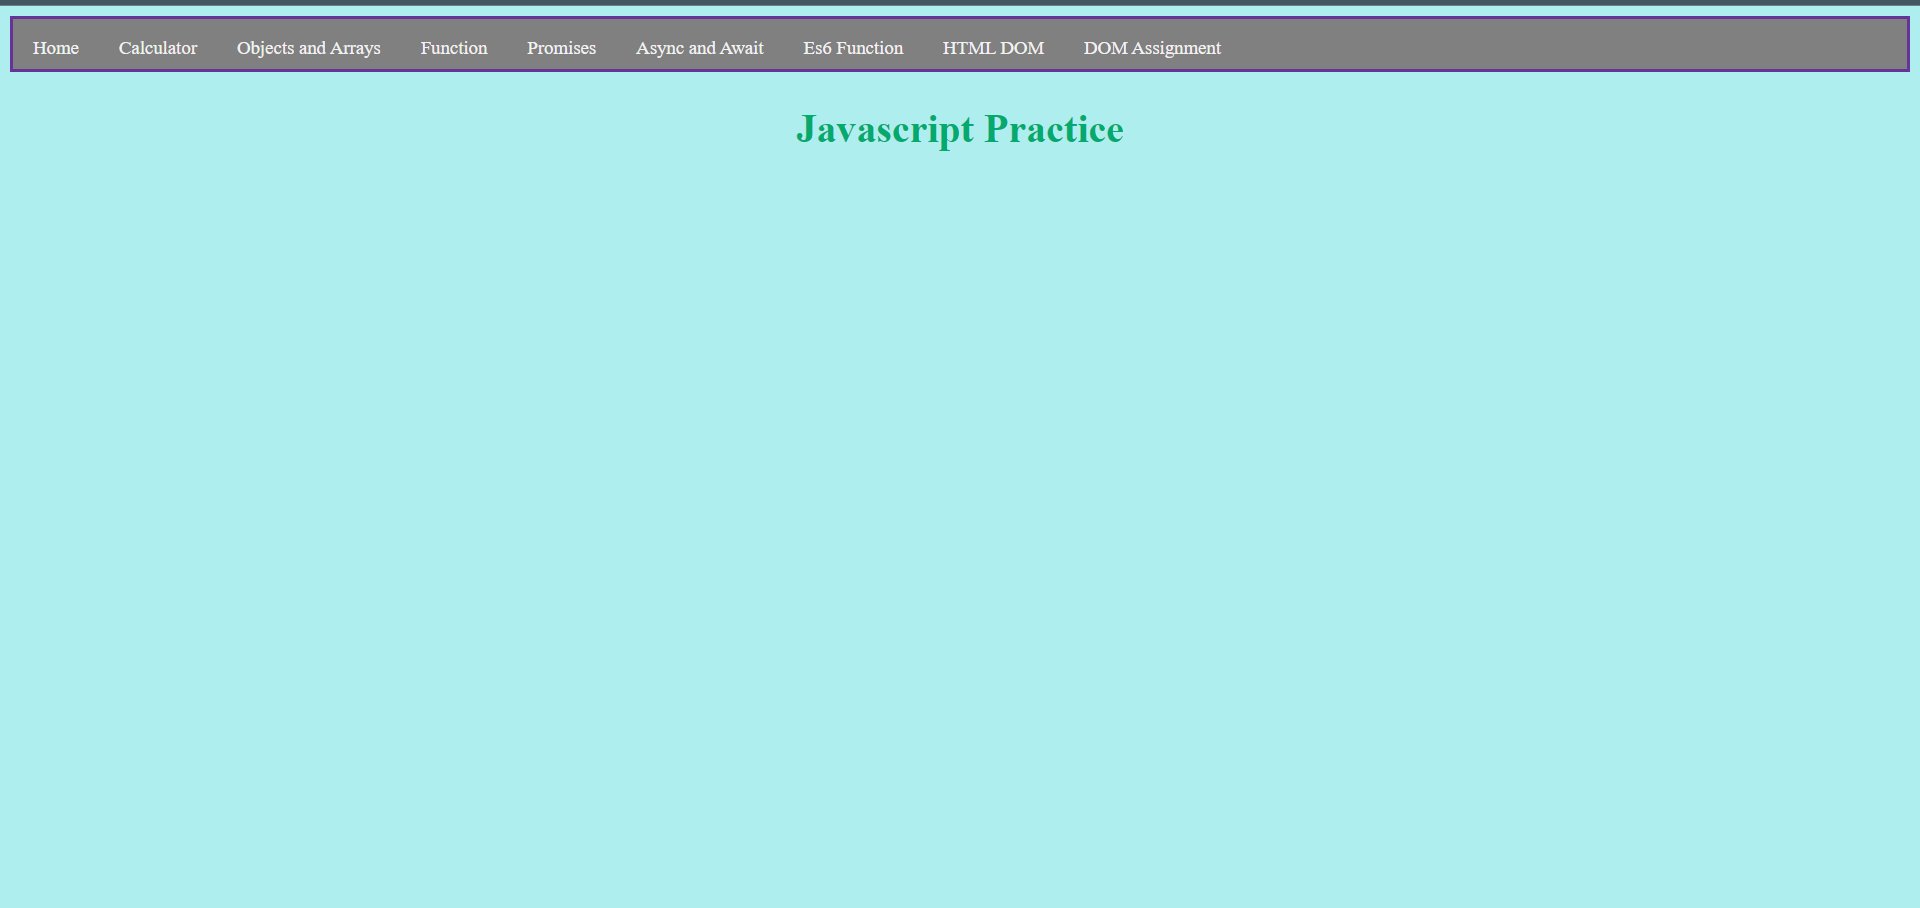 Home Calculator Objects and Arrays Function Promises Async and Await Es6 Function HTML DOM DOM Assignment
Javascript Practice